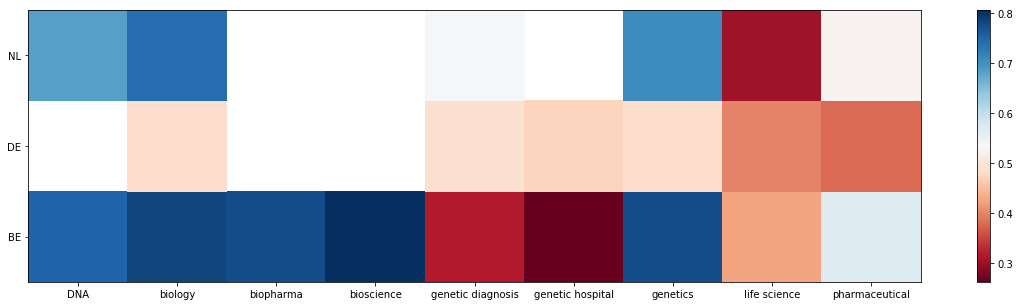 NL
DE
BE
DNA biology biopharma bioscience genetic diagnosis genetic hospital genetics life science pharmaceutical
0.8
0.7
0.6
0.5
0.4
0.3